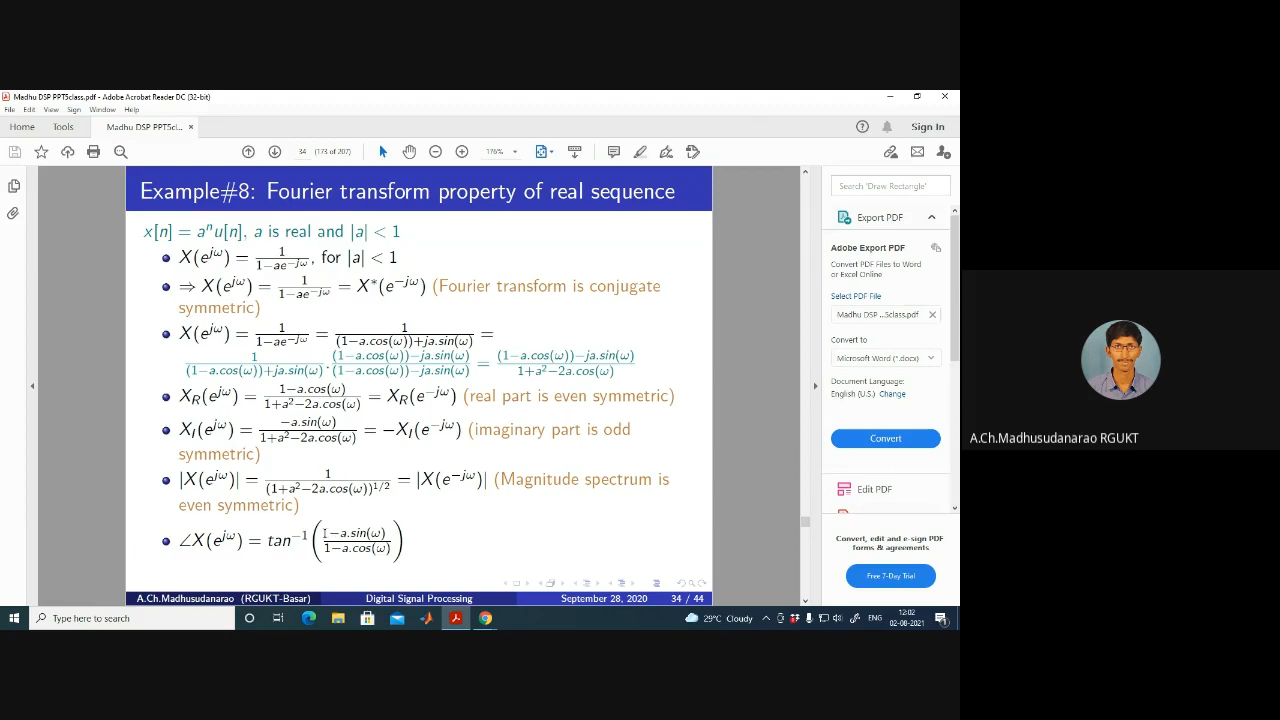 Madhu DSP PPT5class.pdf - Adobe Acrobat Reader DC (32-bit)
File Edit View Sign Window Help
Home Tools Madhu DSP PPT5cl... × Sign In
34 (173 of 207) 176%
Example#8: Fourier transform property of real sequence
x[n] = aⁿu[n], a is real and |a| < 1
X(e^{jω}) = 1/(1−ae^{−jω}), for |a| < 1
⇒ X(e^{jω}) = 1/(1−ae^{−jω}) = X*(e^{−jω}) (Fourier transform is conjugate
symmetric)
X(e^{jω}) = 1/(1−ae^{−jω}) = 1/((1−a.cos(ω))+ja.sin(ω)) =
1/((1−a.cos(ω))+ja.sin(ω)) . ((1−a.cos(ω))−ja.sin(ω))/((1−a.cos(ω))−ja.sin(ω)) = ((1−a.cos(ω))−ja.sin(ω))/(1+a²−2a.cos(ω))
X_R(e^{jω}) = (1−a.cos(ω))/(1+a²−2a.cos(ω)) = X_R(e^{−jω}) (real part is even symmetric)
X_I(e^{jω}) = (−a.sin(ω))/(1+a²−2a.cos(ω)) = −X_I(e^{−jω}) (imaginary part is odd
symmetric)
|X(e^{jω})| = 1/(1+a²−2a.cos(ω))^{1/2} = |X(e^{−jω})| (Magnitude spectrum is
even symmetric)
∠X(e^{jω}) = tan^{−1}((1−a.sin(ω))/(1−a.cos(ω)))
A.Ch.Madhusudanarao (RGUKT-Basar) Digital Signal Processing September 28, 2020 34 / 44
Search 'Draw Rectangle'
Export PDF
Adobe Export PDF
Convert PDF Files to Word
or Excel Online
Select PDF File
Madhu DSP ...5class.pdf ×
Convert to
Microsoft Word (*.docx)
Document Language:
English (U.S.) Change
Convert
Edit PDF
Convert, edit and e-sign PDF
forms & agreements
Free 7-Day Trial
Type here to search
29°C Cloudy ENG 12:02
02-08-2021
A.Ch.Madhusudanarao RGUKT